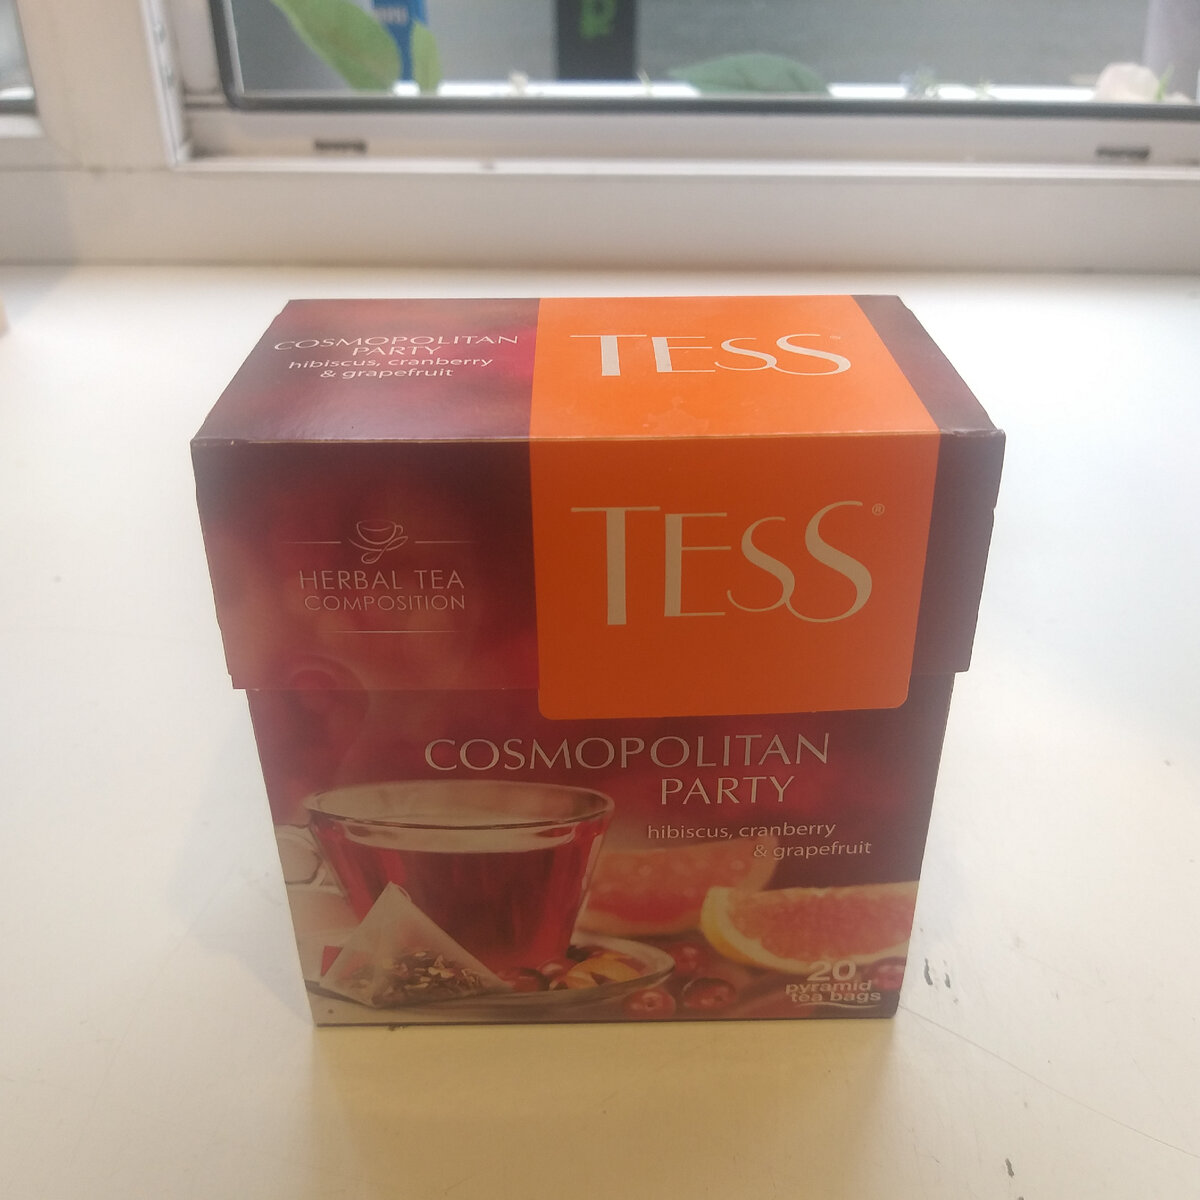 COSMOPOLITAN
PARTY
hibiscus, cranberry
& grapefruit
TESS®
TESS®
HERBAL TEA
COMPOSITION
COSMOPOLITAN
PARTY
hibiscus, cranberry
& grapefruit
20
pyramid
tea bags